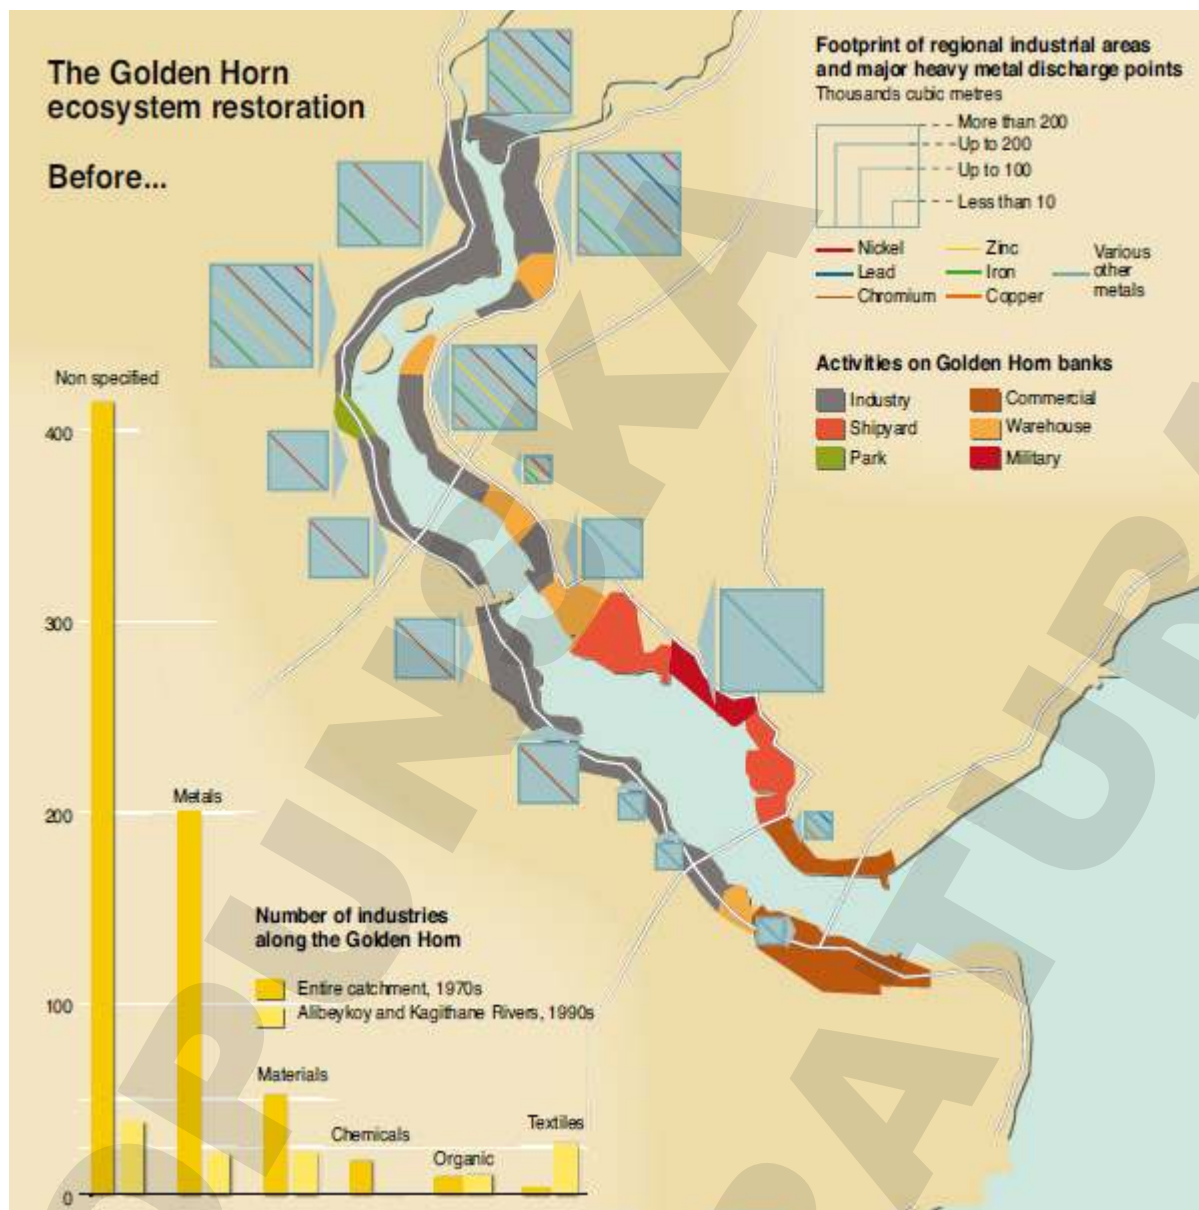 The Golden Horn
ecosystem restoration
Before...
Footprint of regional industrial areas
and major heavy metal discharge points
Thousands cubic metres
More than 200
Up to 200
Up to 100
Less than 10
Nickel
Lead
Chromium
Zinc
Iron
Copper
Various
other
metals
Activities on Golden Horn banks
Industry
Shipyard
Park
Commercial
Warehouse
Military
Non specified
400
300
200
100
0
Metals
Materials
Chemicals
Organic
Textiles
Number of industries
along the Golden Horn
Entire catchment, 1970s
Alibeykoy and Kagithane Rivers, 1990s